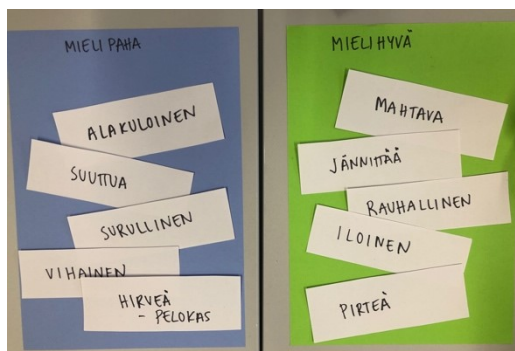 MIELI PAHA
ALAKULOINEN
SUUTTUA
SURULLINEN
VIHAINEN
HIRVEÄ
- PELOKAS
MIELI HYVÄ
MAHTAVA
JÄNNITTÄÄ
RAUHALLINEN
ILOINEN
PIRTEÄ